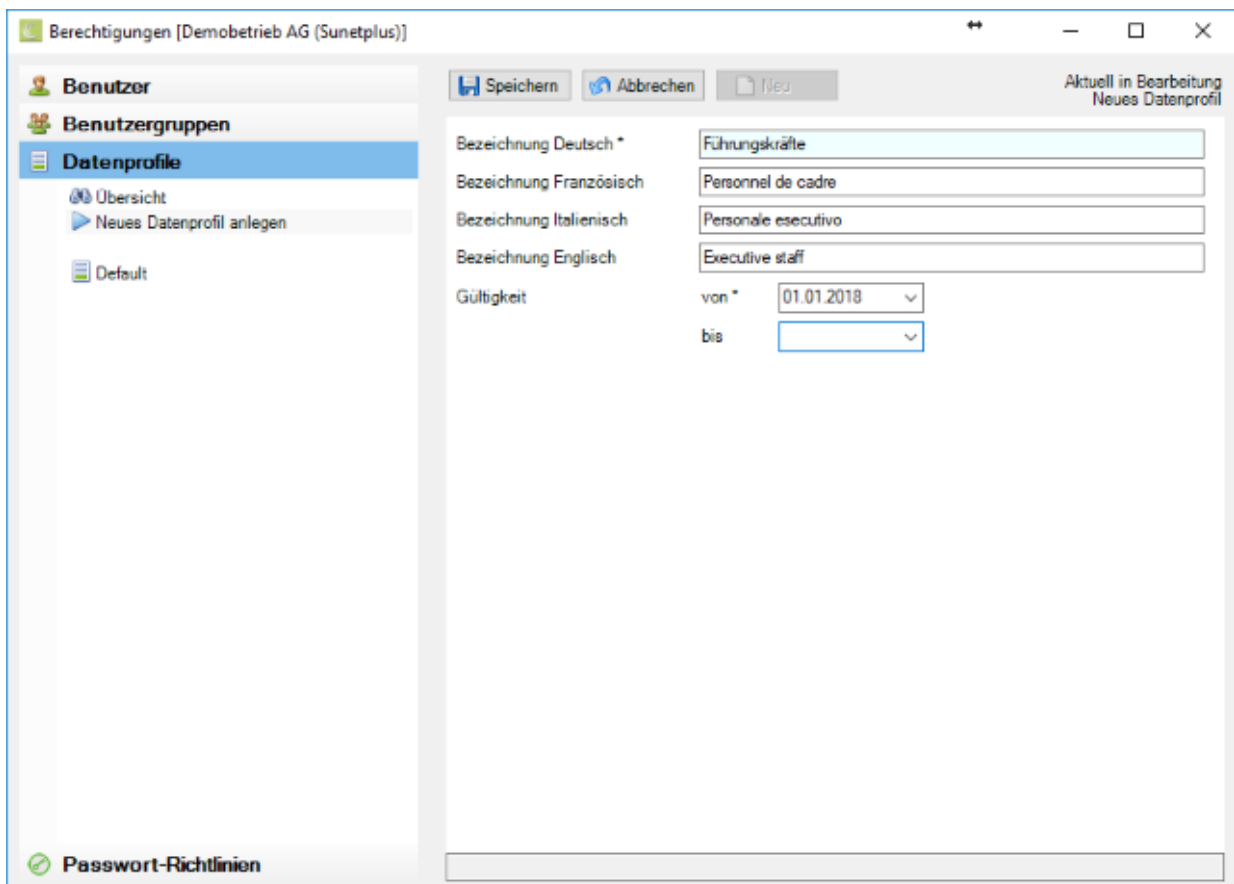 Berechtigungen [Demobetrieb AG (Sunetplus)]
Benutzer
Benutzergruppen
Datenprofile
Übersicht
Neues Datenprofil anlegen
Default
Passwort-Richtlinien
Speichern Abbrechen Neu
Aktuell in Bearbeitung
Neues Datenprofil
Bezeichnung Deutsch * Führungskräfte
Bezeichnung Französisch Personnel de cadre
Bezeichnung Italienisch Personale esecutivo
Bezeichnung Englisch Executive staff
Gültigkeit von * 01.01.2018
bis